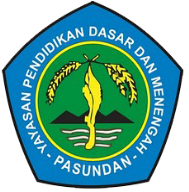 YAYASAN PENDIDIKAN DASAR DAN MENENGAH
- PASUNDAN -